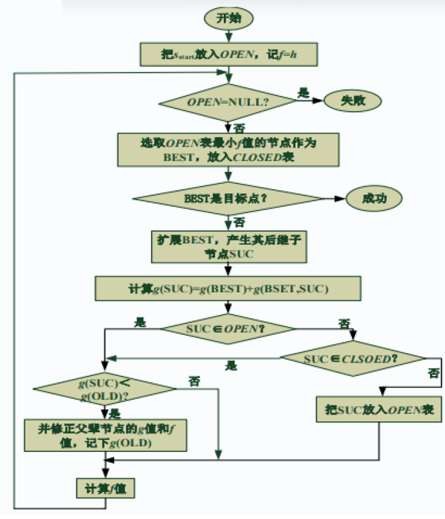 开始
把sstart放入OPEN，记f=h
OPEN=NULL?
是
失败
否
选取OPEN表最小f值的节点作为
BEST，放入CLOSED表
BEST是目标点？
成功
否
扩展BEST，产生其后继子
节点SUC
计算g(SUC)=g(BEST)+g(BSET,SUC)
是
SUC∈OPEN？
否
是
SUC∈CLSOED？
否
g(SUC)＜
g(OLD)?
否
是
把SUC放入OPEN表
并修正父辈节点的g值和f
值，记下g(OLD)
计算f值